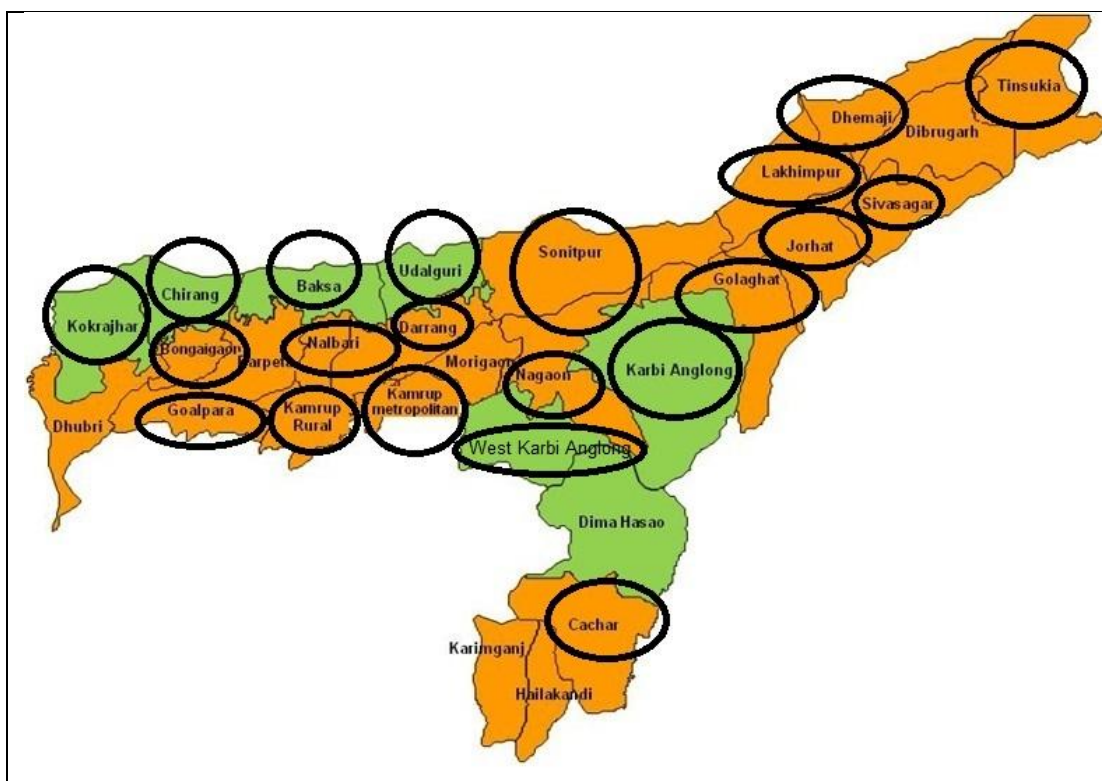 Tinsukia
Dhemaji
Dibrugarh
Lakhimpur
Sivasagar
Jorhat
Sonitpur
Udalguri
Golaghat
Baksa
Chirang
Kokrajhar
Darrang
Nalbari
Bongaigaon
Barpeta
Morigaon
Nagaon
Karbi Anglong
Kamrup
metropolitan
Goalpara
Kamrup
Rural
Dhubri
West Karbi Anglong
Dima Hasao
Cachar
Karimganj
Hailakandi